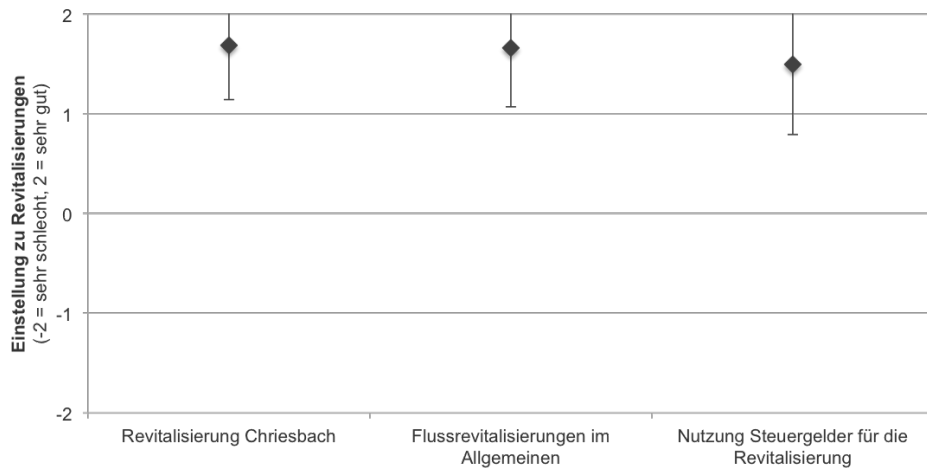 Einstellung zu Revitalisierungen
(-2 = sehr schlecht, 2 = sehr gut)
2
1
0
-1
-2
Revitalisierung Chriesbach
Flussrevitalisierungen im
Allgemeinen
Nutzung Steuergelder für die
Revitalisierung